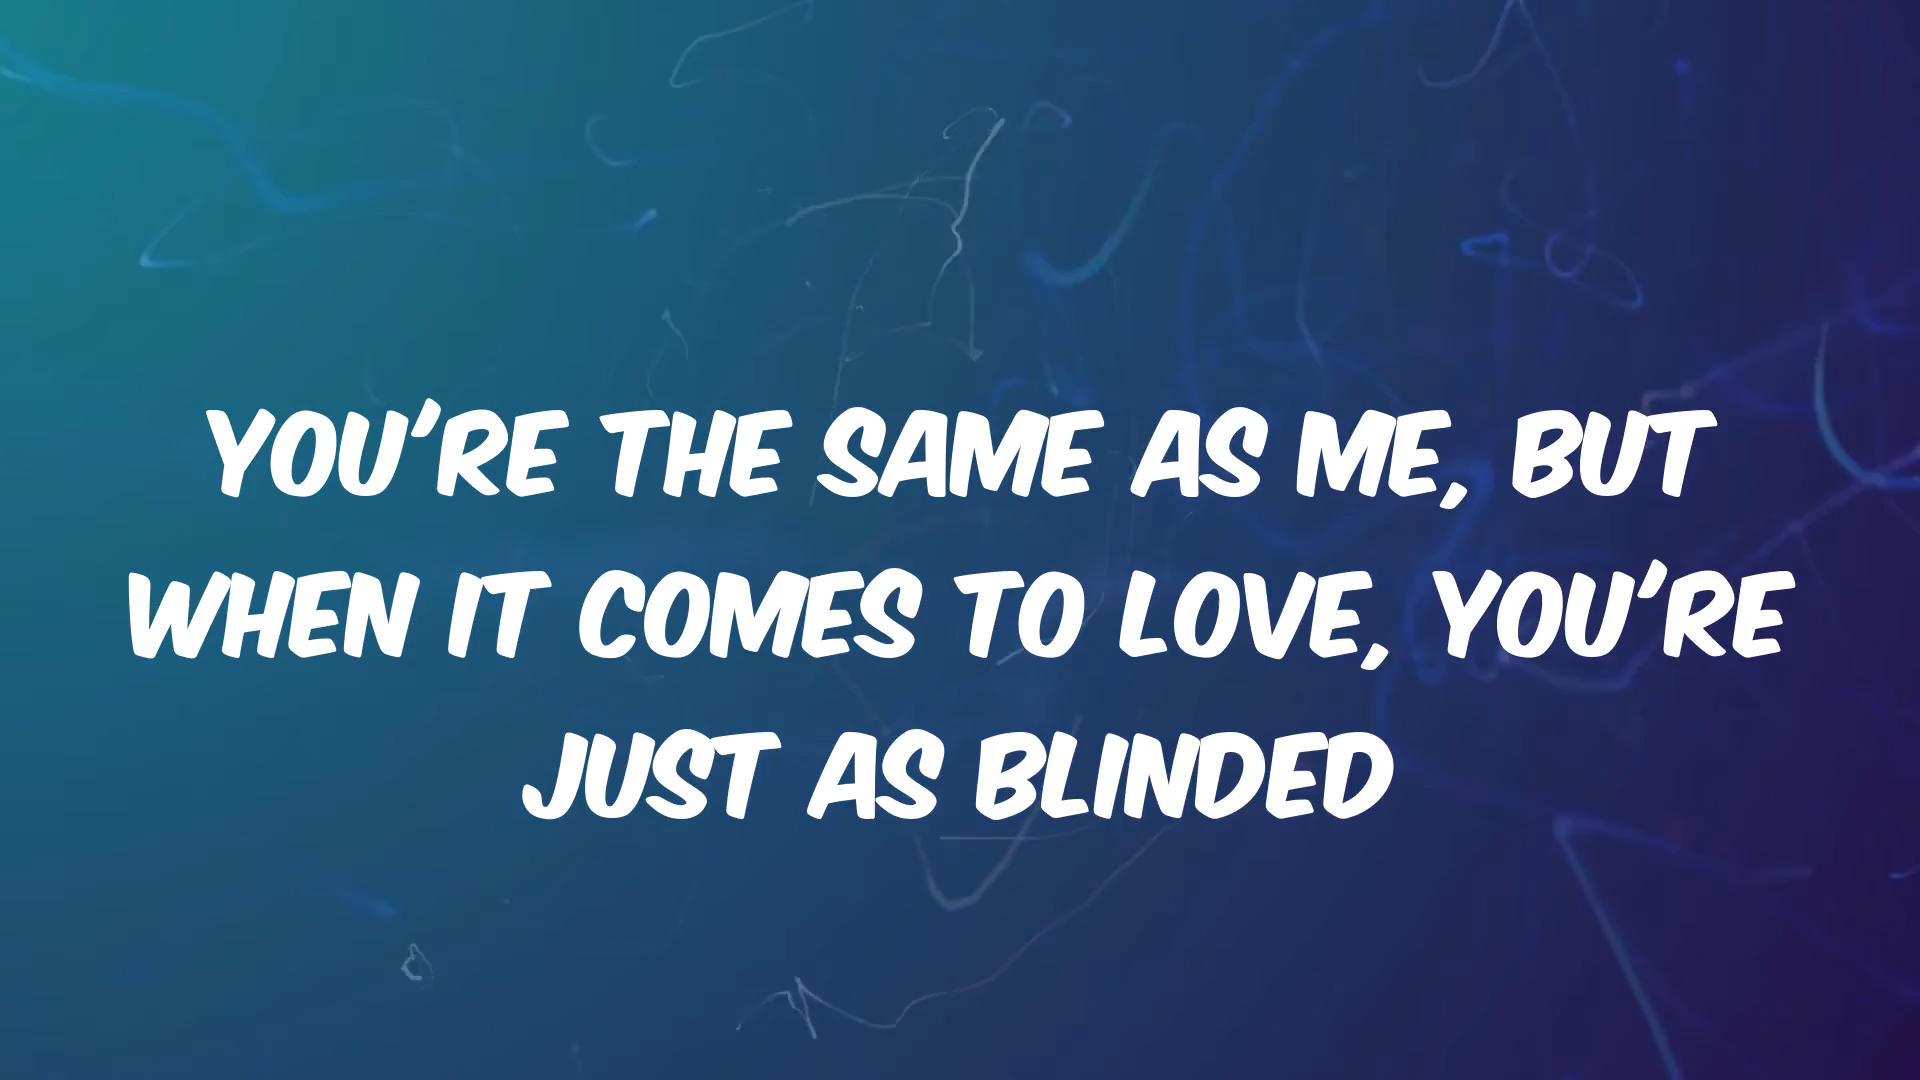 YOU'RE THE SAME AS ME, BUT
WHEN IT COMES TO LOVE, YOU'RE
JUST AS BLINDED